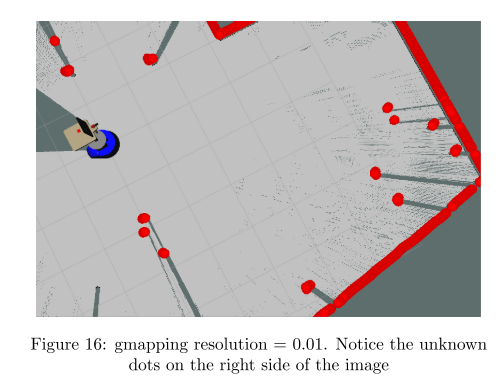 Figure 16: gmapping resolution = 0.01. Notice the unknown
dots on the right side of the image